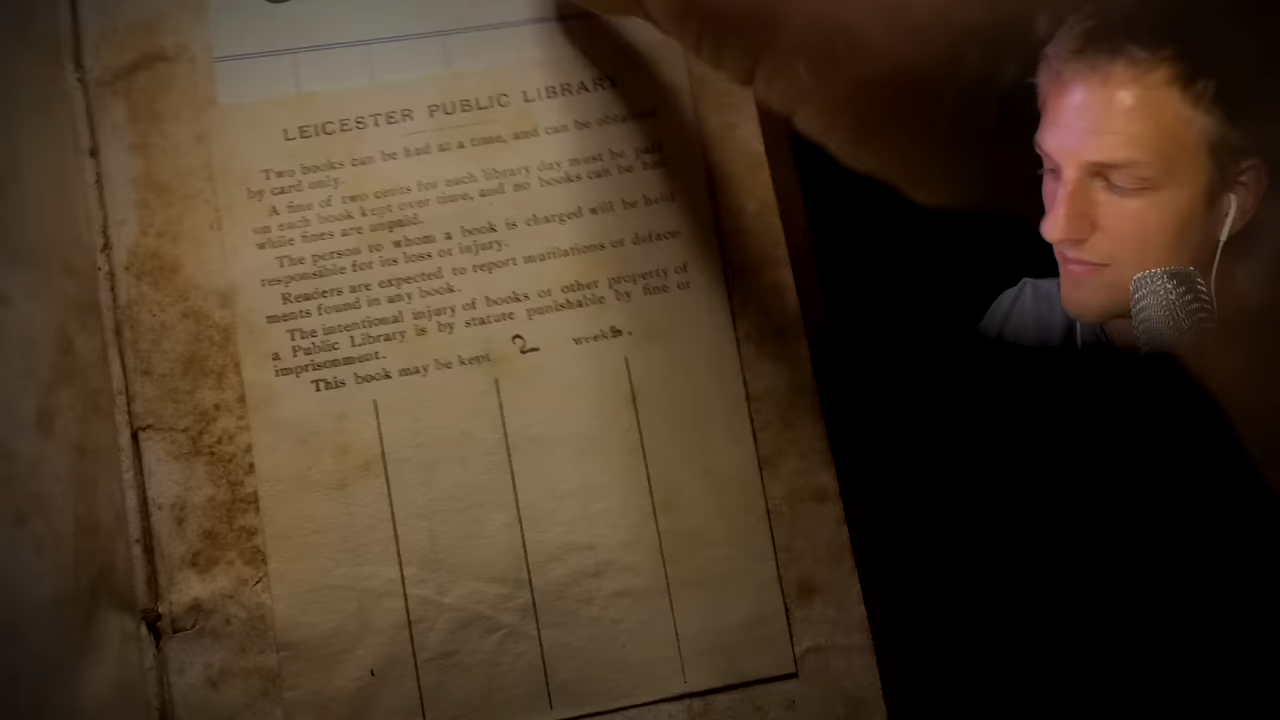 LEICESTER PUBLIC LIBRARY.
Two books can be had at a time, and can be obtained
by card only.
A fine of two cents for each library day must be paid
on each book kept over time, and no books can be had
while fines are unpaid.
The person to whom a book is charged will be held
responsible for its loss or injury.
Readers are expected to report mutilations or deface-
ments found in any book.
The intentional injury of books or other property of
a Public Library is by statute punishable by fine or
imprisonment.
This book may be kept 2 weeks.